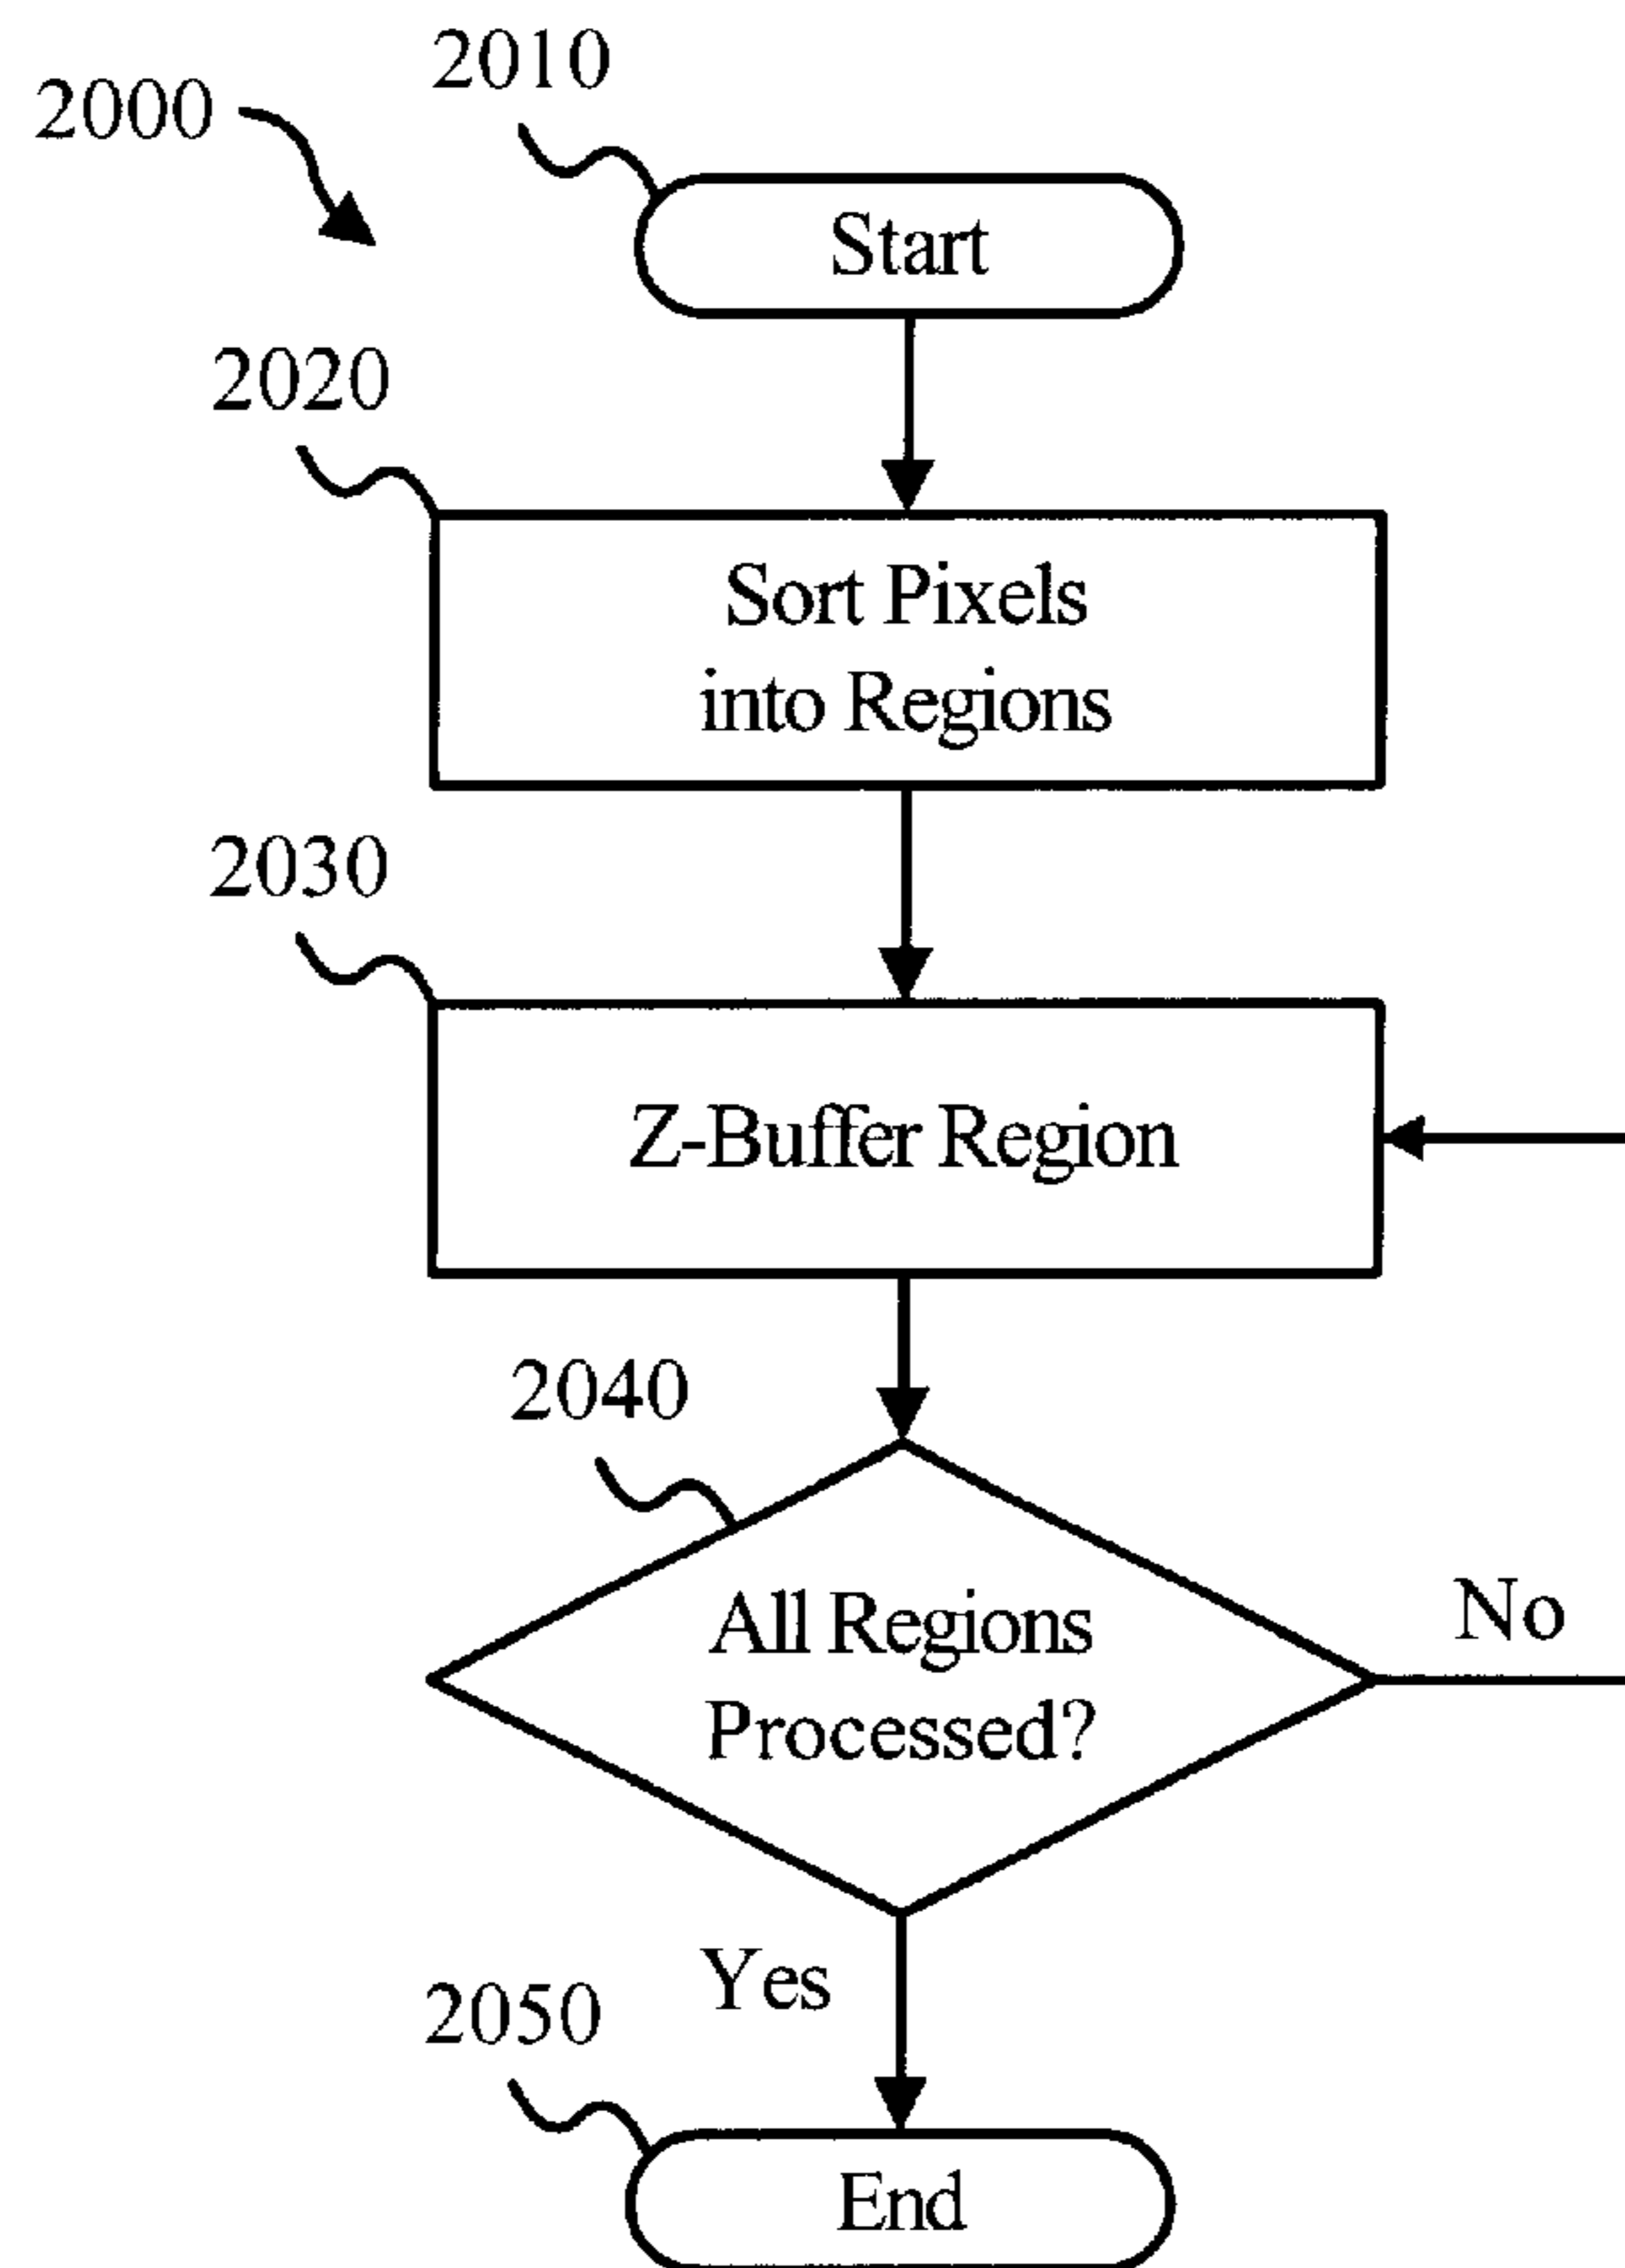 2010
2000
Start
2020
Sort Pixels
into Regions
2030
Z-Buffer Region
2040
All Regions
Processed?
No
Yes
2050
End